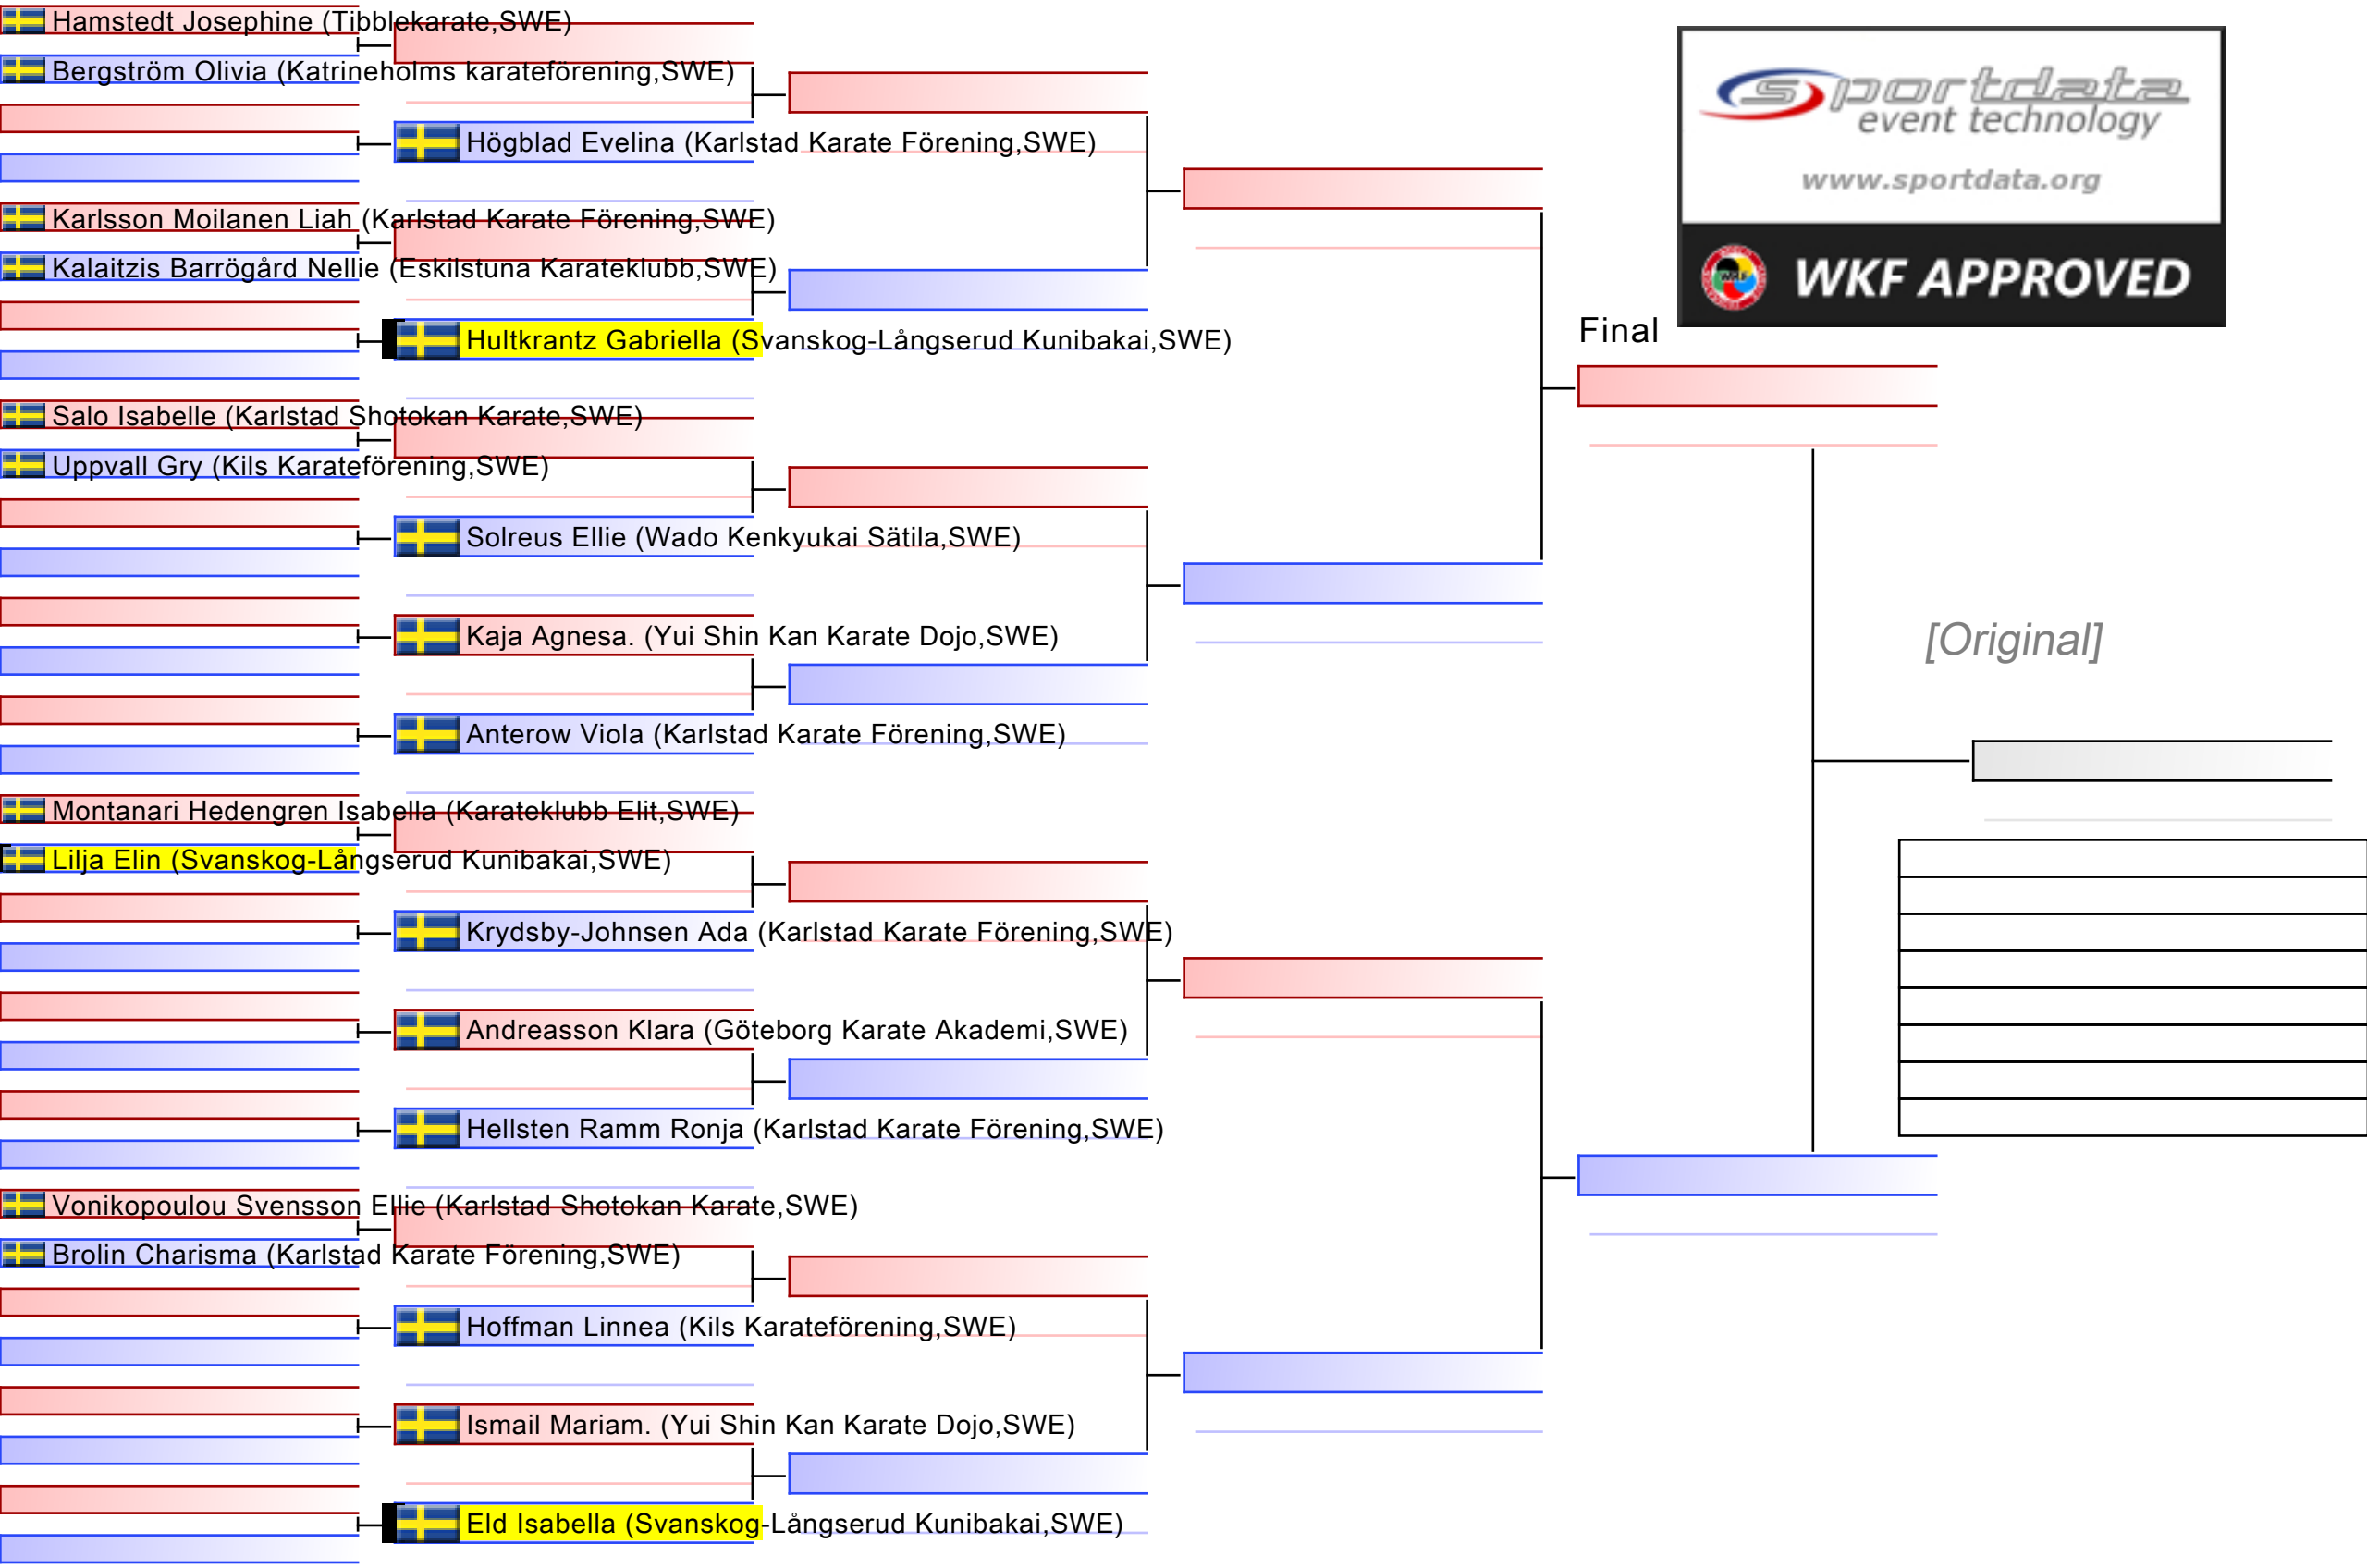 Hamstedt Josephine (Tibblekarate,SWE)
Bergström Olivia (Katrineholms karateförening,SWE)
Högblad Evelina (Karlstad Karate Förening,SWE)
Karlsson Moilanen Liah (Karlstad Karate Förening,SWE)
Kalaitzis Barrögård Nellie (Eskilstuna Karateklubb,SWE)
Hultkrantz Gabriella (Svanskog-Långserud Kunibakai,SWE)
Salo Isabelle (Karlstad Shotokan Karate,SWE)
Uppvall Gry (Kils Karateförening,SWE)
Solreus Ellie (Wado Kenkyukai Sätila,SWE)
Kaja Agnesa. (Yui Shin Kan Karate Dojo,SWE)
Anterow Viola (Karlstad Karate Förening,SWE)
Montanari Hedengren Isabella (Karateklubb Elit,SWE)
Lilja Elin (Svanskog-Långserud Kunibakai,SWE)
Krydsby-Johnsen Ada (Karlstad Karate Förening,SWE)
Andreasson Klara (Göteborg Karate Akademi,SWE)
Hellsten Ramm Ronja (Karlstad Karate Förening,SWE)
Vonikopoulou Svensson Ellie (Karlstad Shotokan Karate,SWE)
Brolin Charisma (Karlstad Karate Förening,SWE)
Hoffman Linnea (Kils Karateförening,SWE)
Ismail Mariam. (Yui Shin Kan Karate Dojo,SWE)
Eld Isabella (Svanskog-Långserud Kunibakai,SWE)
sportdata
event technology
www.sportdata.org
WKF
WKF APPROVED
Final
[Original]